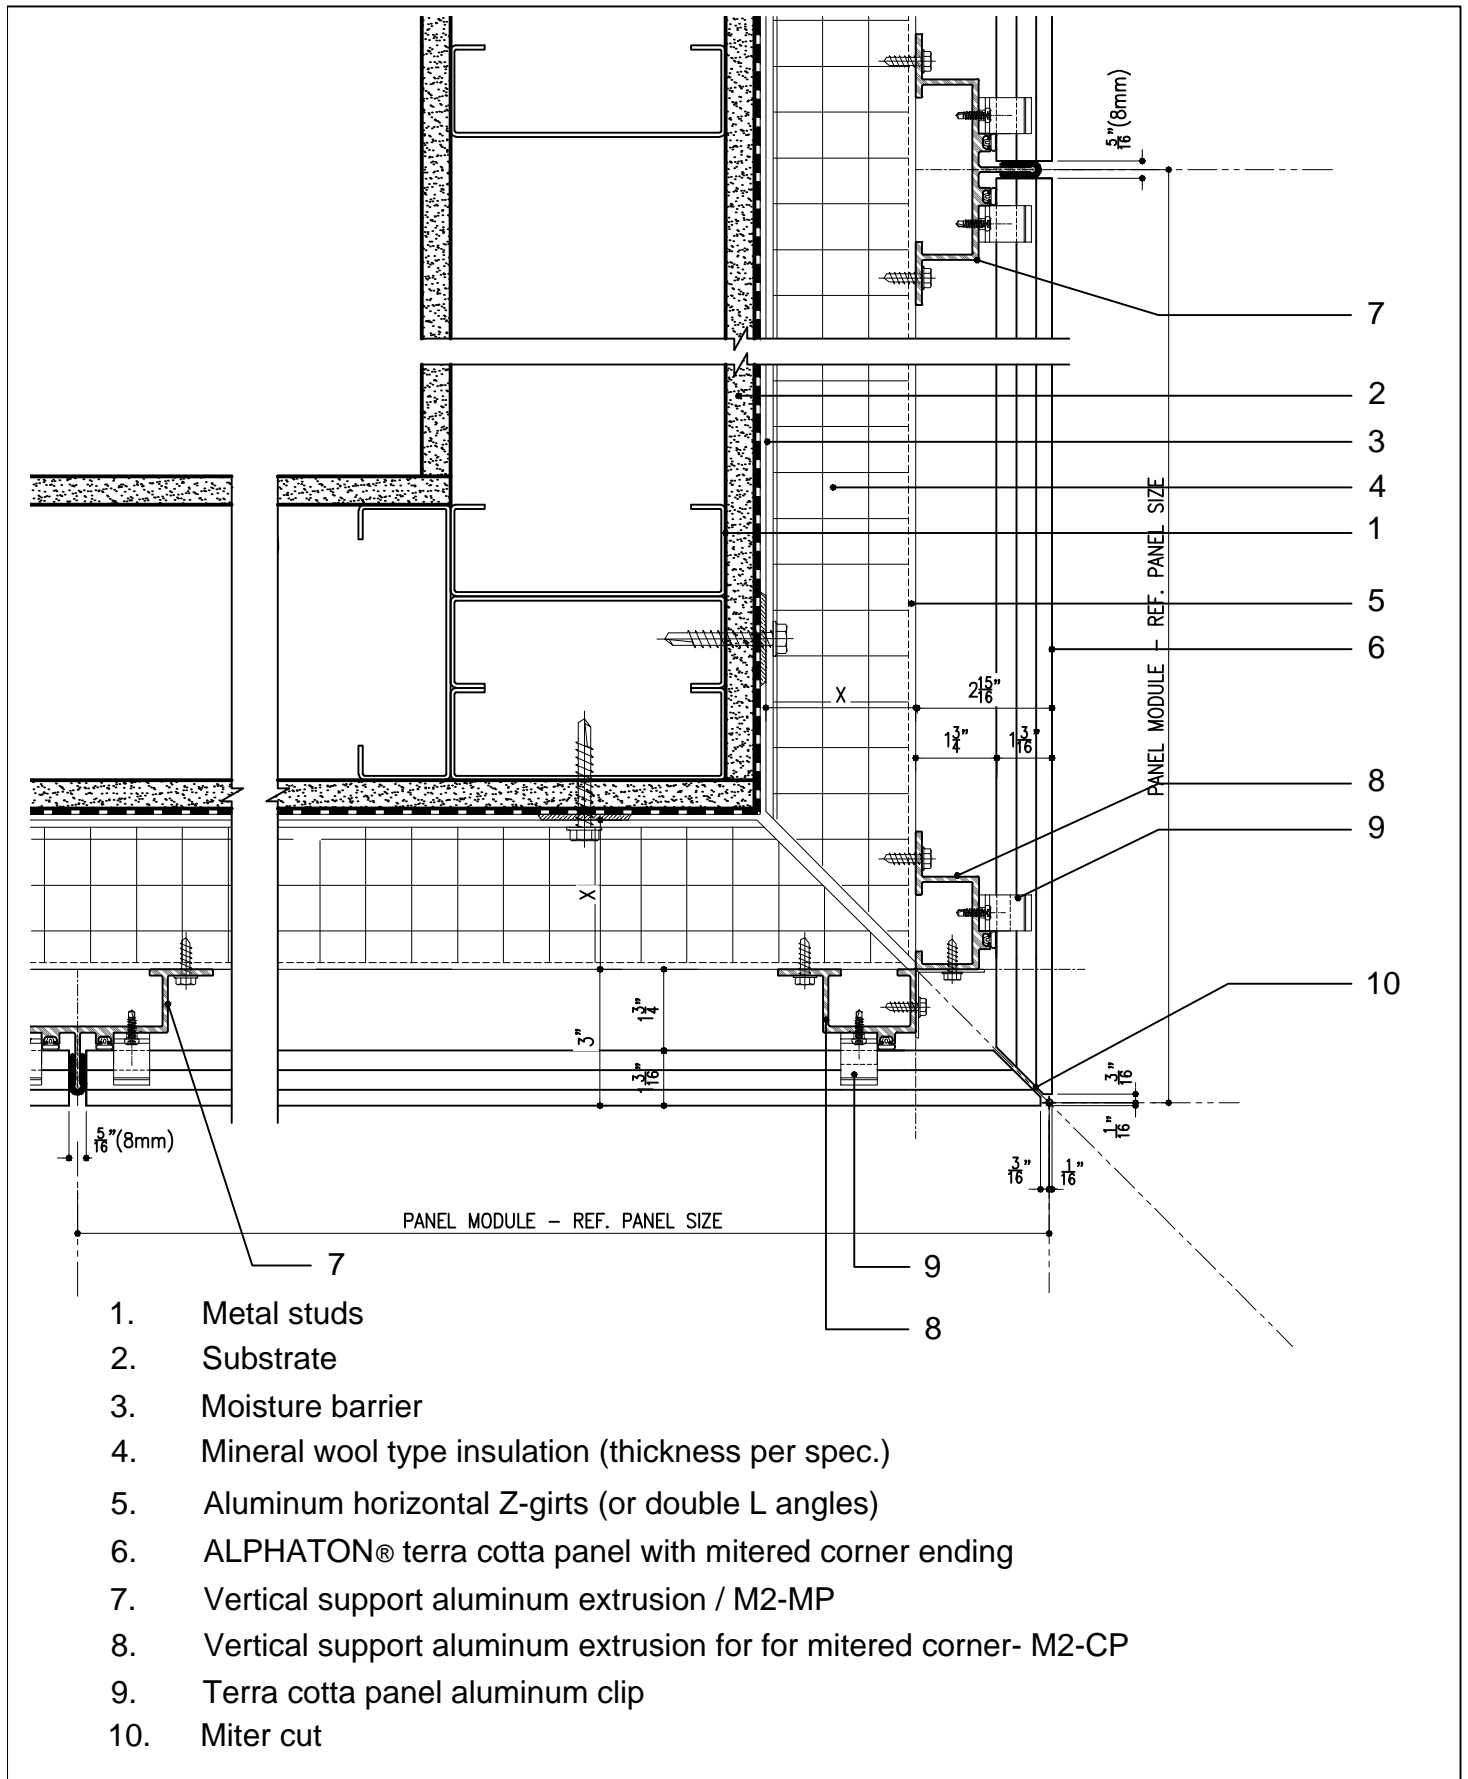 5/16"(8mm)
7
2
3
4
1
5
6
PANEL MODULE – REF. PANEL SIZE
X
2 15/16"
1 3/4"
1 3/16"
8
9
X
10
1 3/4"
3"
1 3/16"
3/16"
1/16"
5/16"(8mm)
3/16"
1/16"
PANEL MODULE – REF. PANEL SIZE
7
9
8
1. Metal studs
2. Substrate
3. Moisture barrier
4. Mineral wool type insulation (thickness per spec.)
5. Aluminum horizontal Z-girts (or double L angles)
6. ALPHATON® terra cotta panel with mitered corner ending
7. Vertical support aluminum extrusion / M2-MP
8. Vertical support aluminum extrusion for for mitered corner- M2-CP
9. Terra cotta panel aluminum clip
10. Miter cut